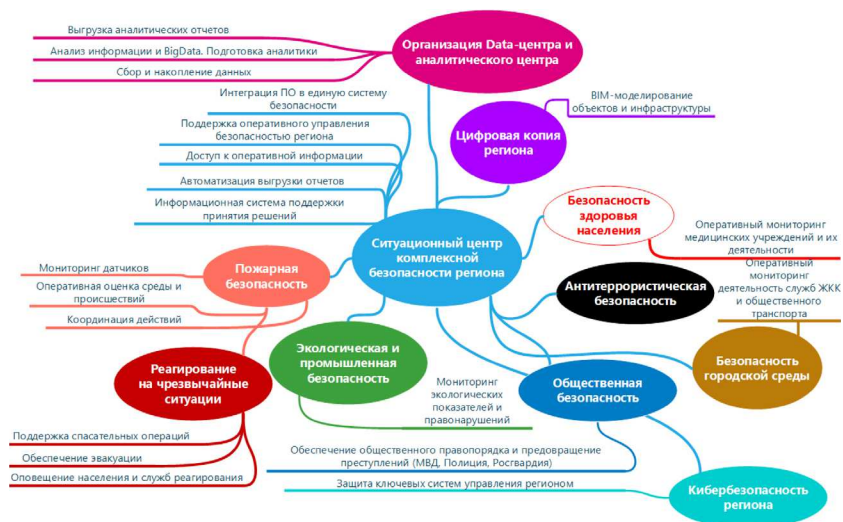 Выгрузка аналитических отчетов
Анализ информации и BigData. Подготовка аналитики
Сбор и накопление данных
Организация Data-центра и
аналитического центра
Интеграция ПО в единую систему
безопасности
Поддержка оперативного управления
безопасностью региона
Доступ к оперативной информации
Автоматизация выгрузки отчетов
Информационная система поддержки
принятия решений
Цифровая копия
региона
BIM-моделирование
объектов и инфраструктуры
Безопасность
здоровья
населения
Оперативный мониторинг
медицинских учреждений и их
деятельности
Ситуационный центр
комплексной
безопасности региона
Антитеррористическая
безопасность
Оперативный
мониторинг
деятельность служб ЖКК
и общественного
транспорта
Безопасность
городской среды
Пожарная
безопасность
Мониторинг датчиков
Оперативная оценка среды и
происшествий
Координация действий
Реагирование
на чрезвычайные
ситуации
Поддержка спасательных операций
Обеспечение эвакуации
Оповещение населения и служб реагирования
Экологическая и
промышленная
безопасность
Мониторинг
экологических
показателей и
правонарушений
Общественная
безопасность
Обеспечение общественного правопорядка и предовращение
преступлений (МВД, Полиция, Росгвардия)
Защита ключевых систем управления регионом
Кибербезопасность
региона